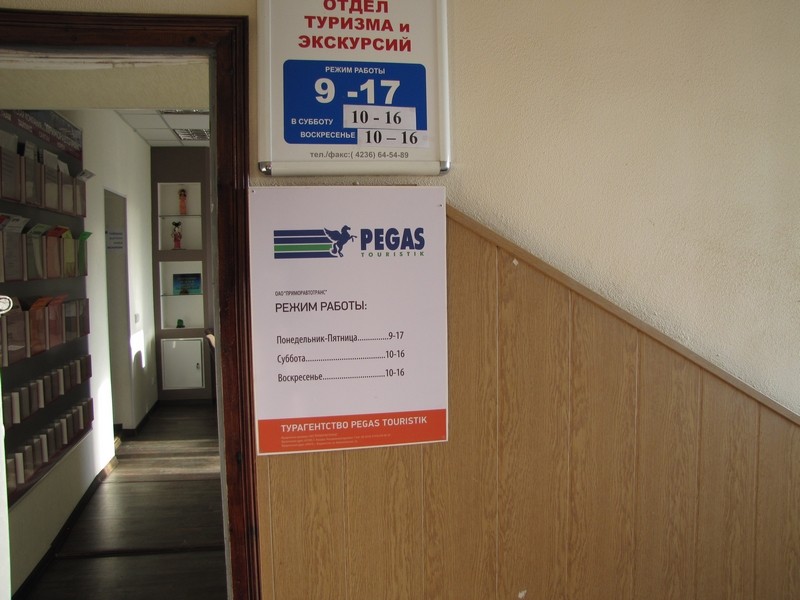 ОТДЕЛ
ТУРИЗМА и
ЭКСКУРСИЙ
РЕЖИМ РАБОТЫ
9 -17
В СУББОТУ 10 - 16
ВОСКРЕСЕНЬЕ 10 – 16
тел./факс:( 4236) 64-54-89
PEGAS
TOURISTIK
ОАО "ПРИМОРАВТОТРАНС"
РЕЖИМ РАБОТЫ:
Понедельник-Пятница...............9-17
Суббота....................................10-16
Воскресенье............................10-16
ТУРАГЕНТСТВО PEGAS TOURISTIK